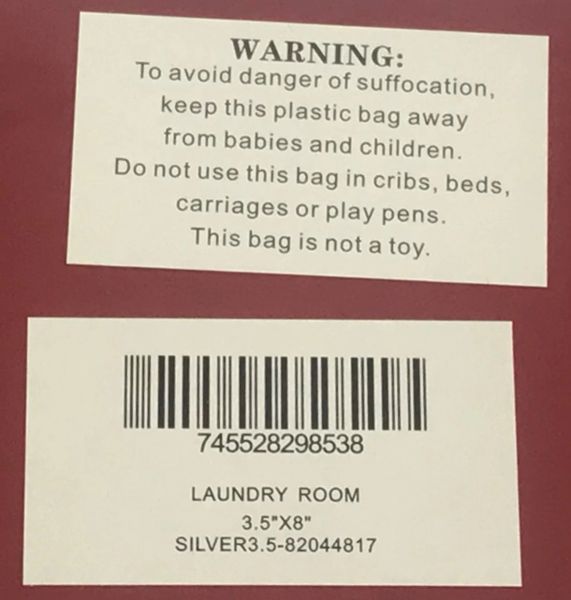 WARNING:
To avoid danger of suffocation,
keep this plastic bag away
from babies and children.
Do not use this bag in cribs, beds,
carriages or play pens.
This bag is not a toy.
745528298538
LAUNDRY ROOM
3.5"X8"
SILVER3.5-82044817